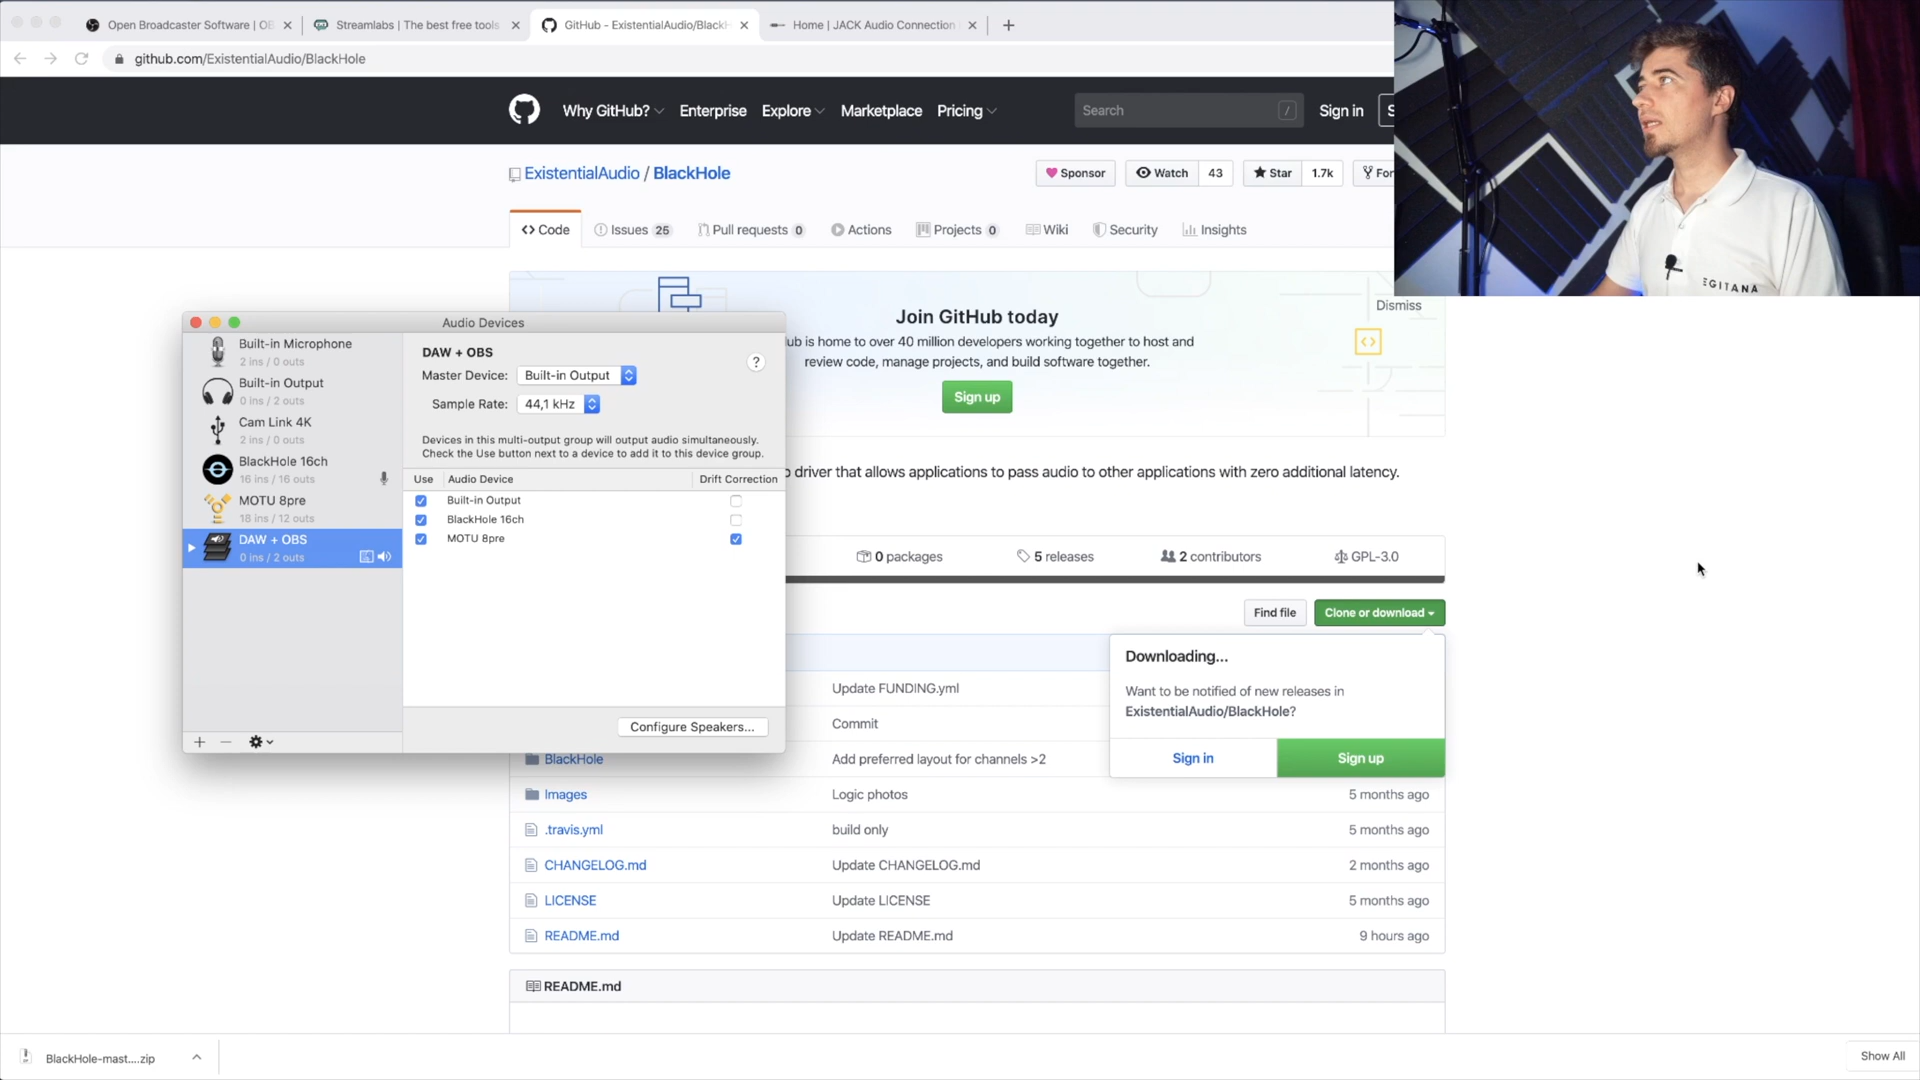 Open Broadcaster Software | OB
Streamlabs | The best free tools
GitHub - ExistentialAudio/BlackH
Home | JACK Audio Connection
github.com/ExistentialAudio/BlackHole
Why GitHub?
Enterprise
Explore
Marketplace
Pricing
Search
/
Sign in
S
ExistentialAudio / BlackHole
Sponsor
Watch 43
Star 1.7k
For
Code
Issues 25
Pull requests 0
Actions
Projects 0
Wiki
Security
Insights
EGITANA
Dismiss
Join GitHub today
ub is home to over 40 million developers working together to host and
review code, manage projects, and build software together.
Sign up
Audio Devices
Built-in Microphone
2 ins / 0 outs
Built-in Output
0 ins / 2 outs
Cam Link 4K
2 ins / 0 outs
BlackHole 16ch
16 ins / 16 outs
MOTU 8pre
18 ins / 12 outs
DAW + OBS
0 ins / 2 outs
DAW + OBS
?
Master Device: Built-in Output
Sample Rate: 44,1 kHz
Devices in this multi-output group will output audio simultaneously.
Check the Use button next to a device to add it to this device group.
Use Audio Device Drift Correction
Built-in Output
BlackHole 16ch
MOTU 8pre
Configure Speakers...
driver that allows applications to pass audio to other applications with zero additional latency.
0 packages
5 releases
2 contributors
GPL-3.0
Find file
Clone or download
Downloading...
Want to be notified of new releases in
ExistentialAudio/BlackHole?
Sign in
Sign up
Update FUNDING.yml
Commit
BlackHole Add preferred layout for channels >2
Images Logic photos 5 months ago
.travis.yml build only 5 months ago
CHANGELOG.md Update CHANGELOG.md 2 months ago
LICENSE Update LICENSE 5 months ago
README.md Update README.md 9 hours ago
README.md
BlackHole-mast....zip
Show All